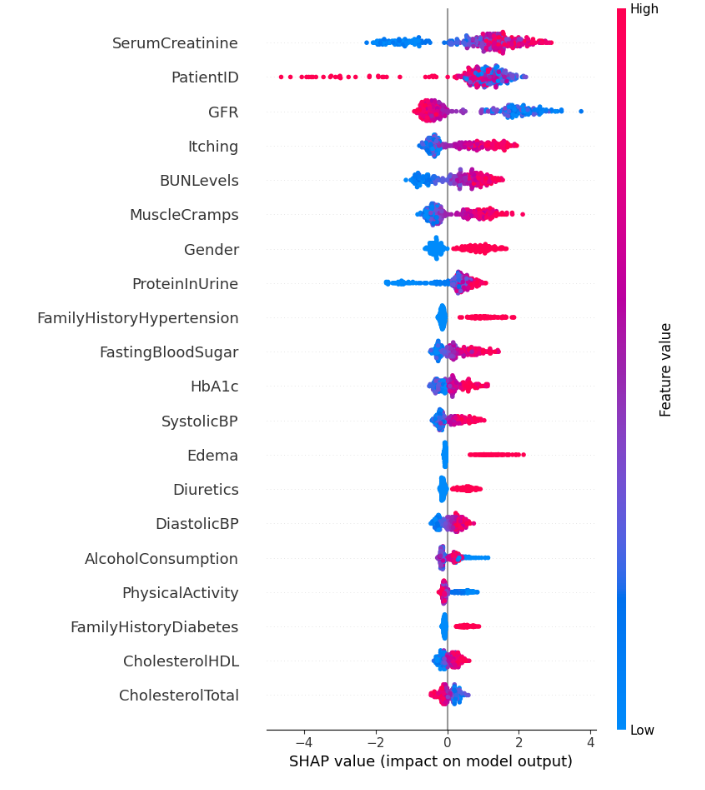 High
SerumCreatinine
PatientID
GFR
Itching
BUNLevels
MuscleCramps
Gender
ProteinInUrine
FamilyHistoryHypertension
FastingBloodSugar
HbA1c
SystolicBP
Edema
Diuretics
DiastolicBP
AlcoholConsumption
PhysicalActivity
FamilyHistoryDiabetes
CholesterolHDL
CholesterolTotal
Feature value
Low
−4 −2 0 2 4
SHAP value (impact on model output)